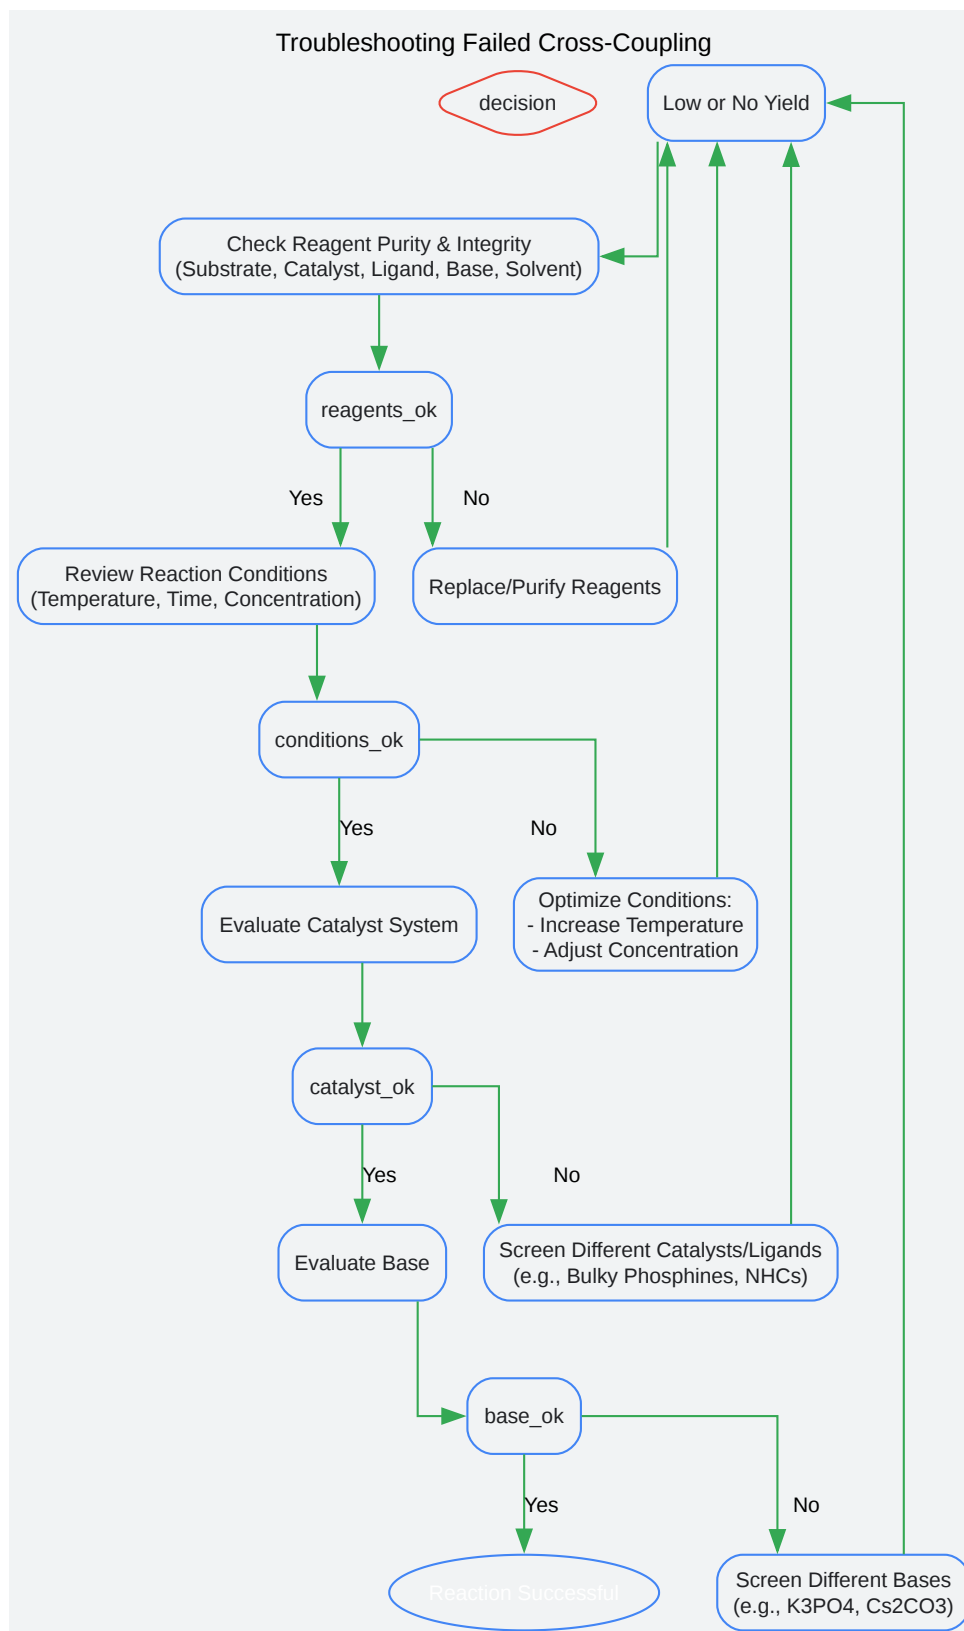 Troubleshooting Failed Cross-Coupling
decision
Low or No Yield
Check Reagent Purity & Integrity
(Substrate, Catalyst, Ligand, Base, Solvent)
reagents_ok
Yes
No
Review Reaction Conditions
(Temperature, Time, Concentration)
Replace/Purify Reagents
conditions_ok
Yes
No
Evaluate Catalyst System
Optimize Conditions:
- Increase Temperature
- Adjust Concentration
catalyst_ok
Yes
No
Evaluate Base
Screen Different Catalysts/Ligands
(e.g., Bulky Phosphines, NHCs)
base_ok
Yes
No
Reaction Successful
Screen Different Bases
(e.g., K3PO4, Cs2CO3)